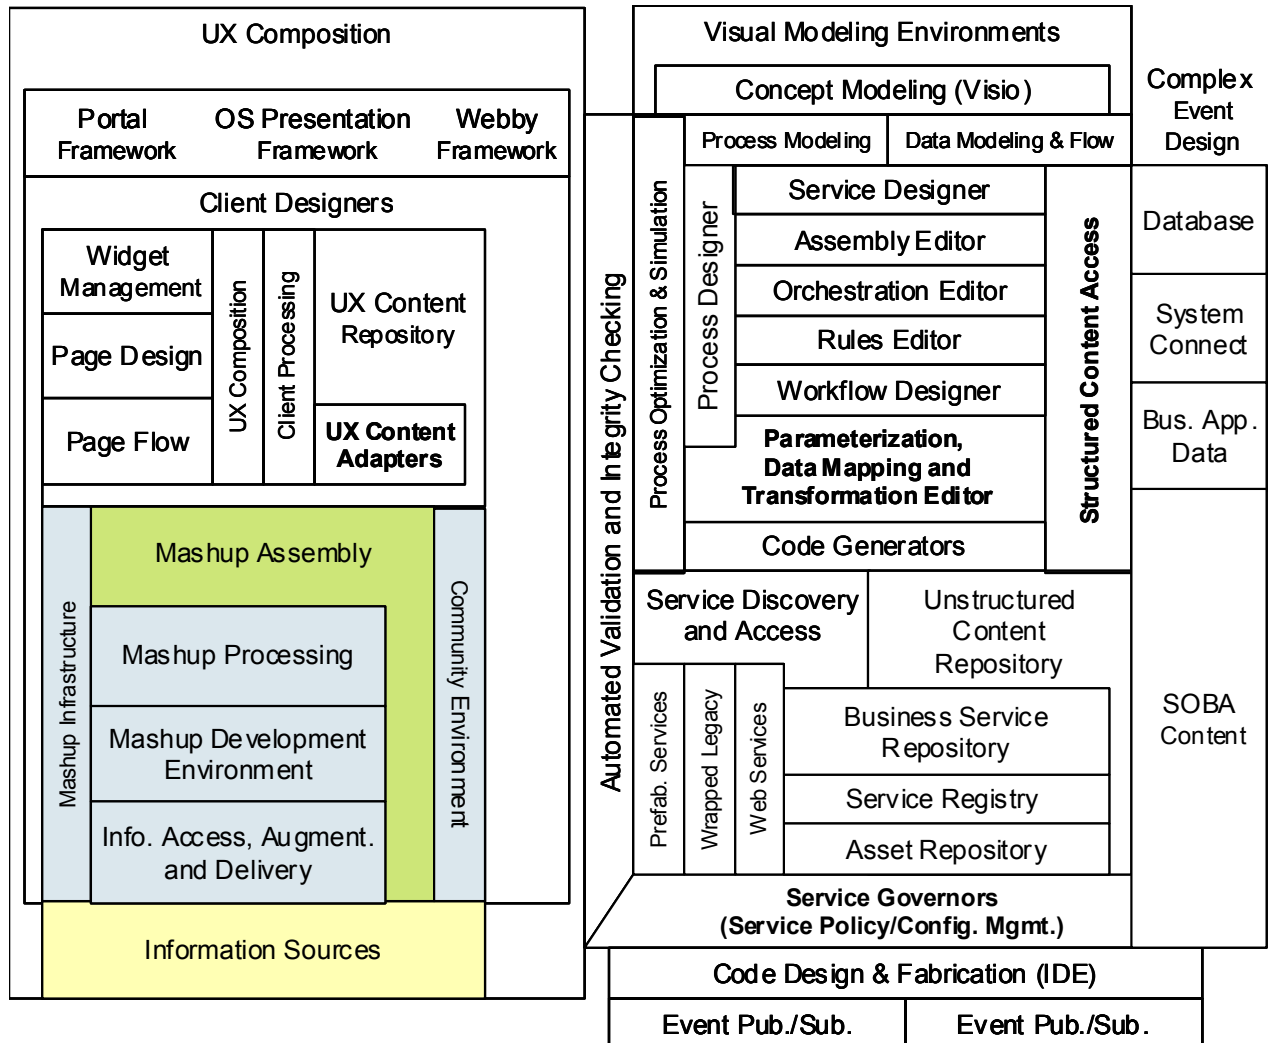 UX Composition
Portal
Framework
OS Presentation
Framework
Webby
Framework
Client Designers
Widget
Management
Page Design
Page Flow
UX Composition
Client Processing
UX Content
Repository
UX Content
Adapters
Mashup Infrastructure
Mashup Assembly
Mashup Processing
Mashup Development
Environment
Info. Access, Augment.
and Delivery
Community Environment
Information Sources
Automated Validation and Integrity Checking
Visual Modeling Environments
Concept Modeling (Visio)
Process Modeling
Data Modeling & Flow
Process Optimization & Simulation
Process Designer
Service Designer
Assembly Editor
Orchestration Editor
Rules Editor
Workflow Designer
Parameterization,
Data Mapping and
Transformation Editor
Code Generators
Structured Content Access
Service Discovery
and Access
Unstructured
Content
Repository
Prefab. Services
Wrapped Legacy
Web Services
Business Service
Repository
Service Registry
Asset Repository
Service Governors
(Service Policy/Config. Mgmt.)
Complex
Event
Design
Database
System
Connect
Bus. App.
Data
SOBA
Content
Code Design & Fabrication (IDE)
Event Pub./Sub.
Event Pub./Sub.